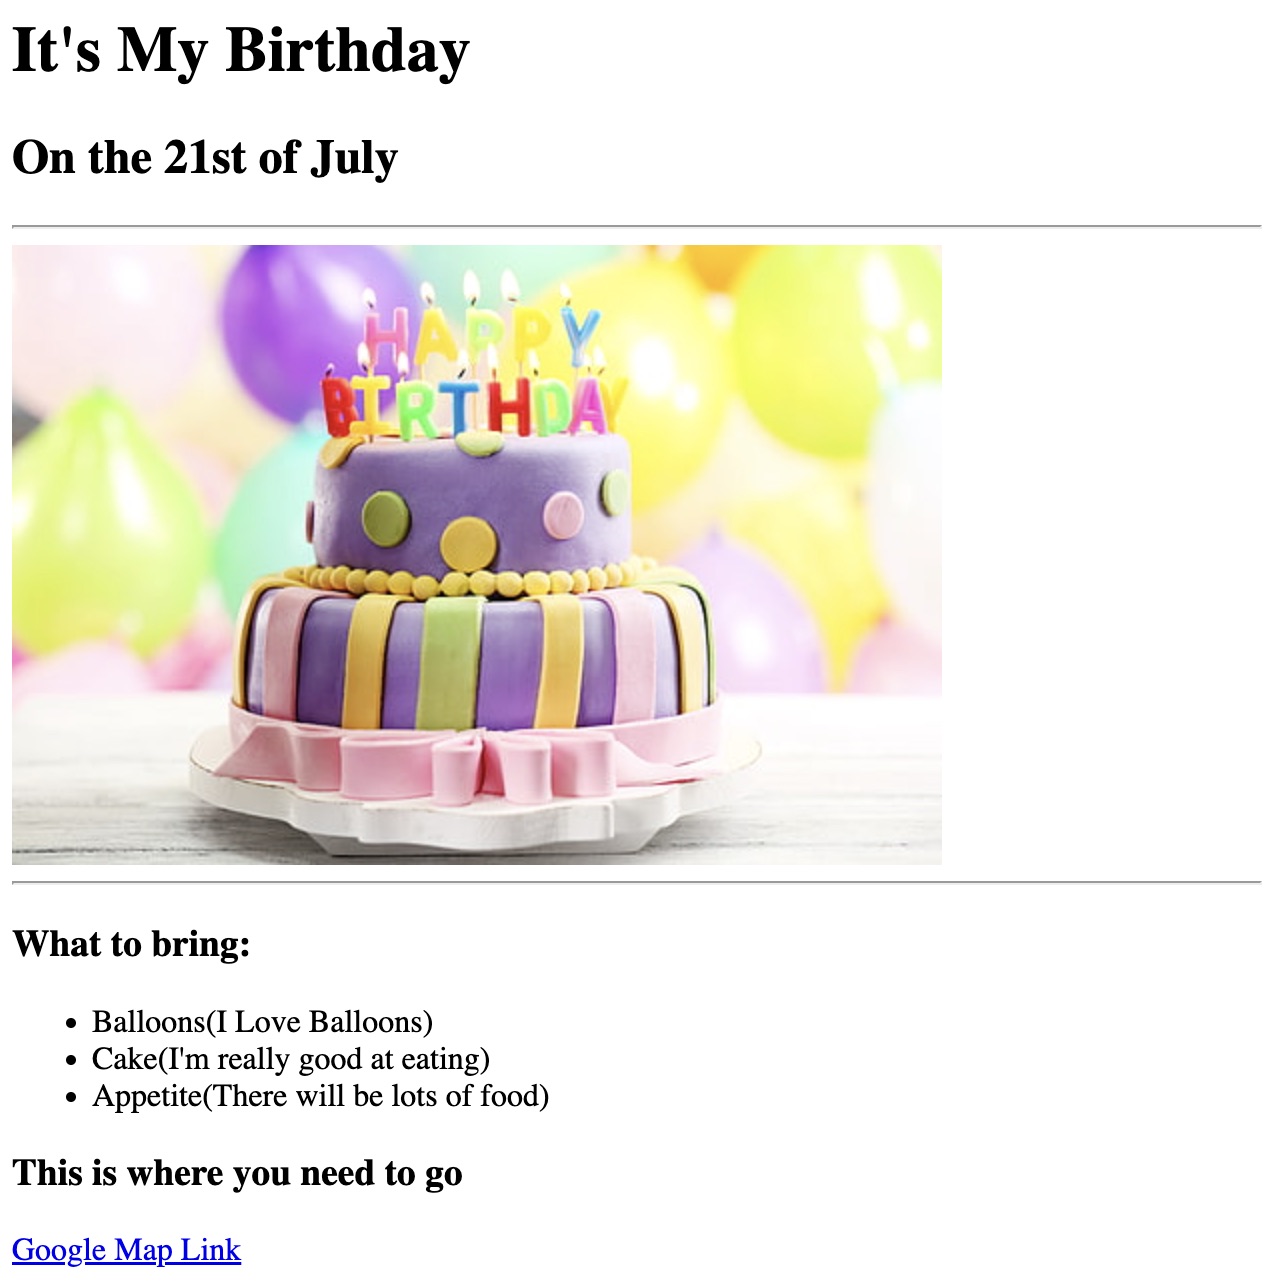 It's My Birthday
On the 21st of July
HAPPY
BIRTHDAY
What to bring:
Balloons(I Love Balloons)
Cake(I'm really good at eating)
Appetite(There will be lots of food)
This is where you need to go
Google Map Link